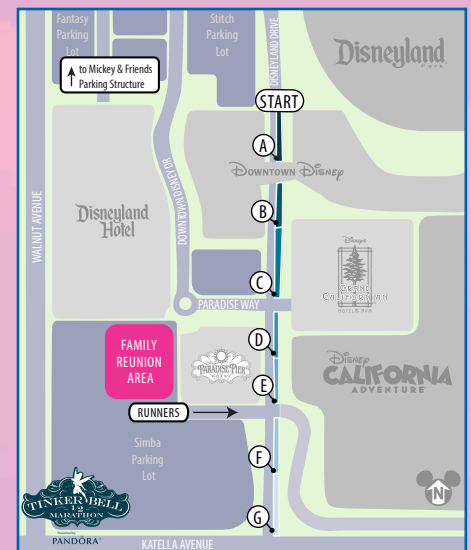 Fantasy
Parking
Lot
Stitch
Parking
Lot
DISNEYLAND DRIVE
Disneyland
Park
to Mickey & Friends
Parking Structure
START
A
DOWNTOWN DISNEY
B
WALNUT AVENUE
Disneyland
Hotel
DOWNTOWN DISNEY DR
Disney's
GRAND
CALIFORNIAN
HOTEL & SPA
C
PARADISE WAY
FAMILY
REUNION
AREA
D
PARADISE PIER
HOTEL
Disney
CALIFORNIA
ADVENTURE
E
RUNNERS
F
Simba
Parking
Lot
TINKER BELL
1/2
MARATHON
PANDORA
G
N
KATELLA AVENUE